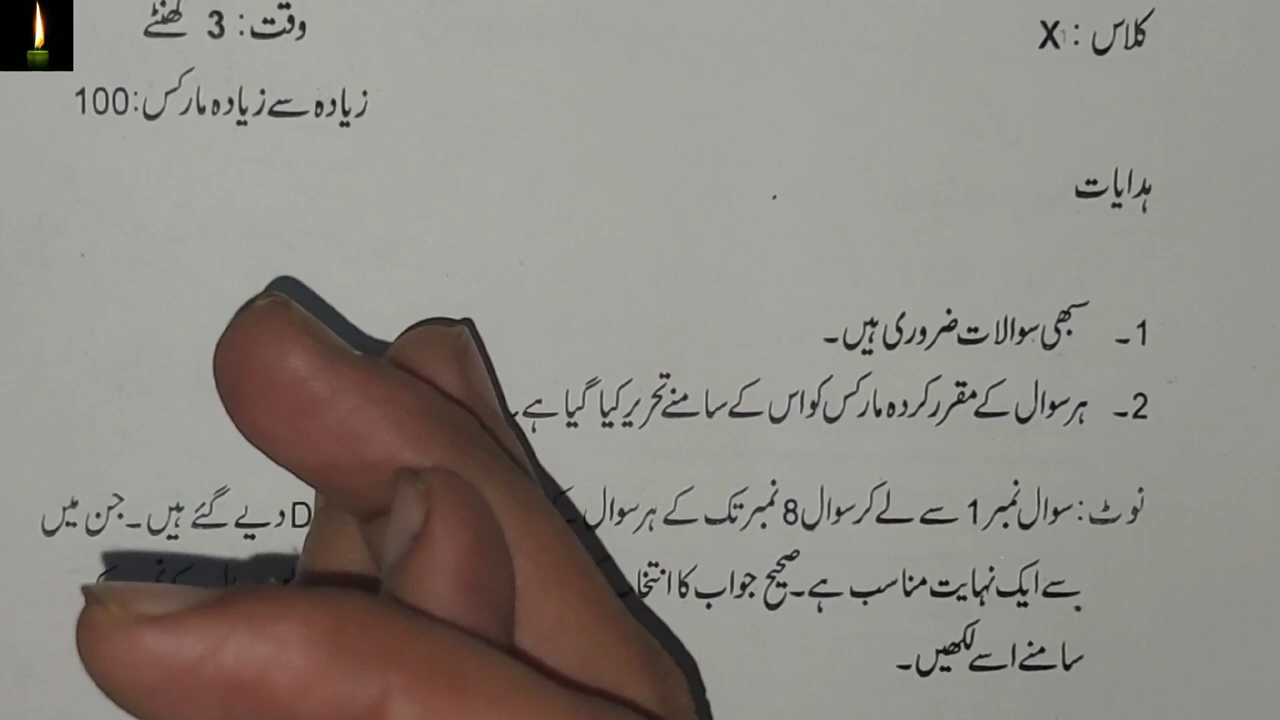 کلاس : X
وقت: 3 گھنٹے
زیادہ سے زیادہ مارکس:100
ہدایات
1۔ سبھی سوالات ضروری ہیں۔
2۔ ہر سوال کے مقرر کردہ مارکس کو اس کے سامنے تحریر کیا گیا ہے۔
نوٹ: سوال نمبر 1 سے لے کر سوال 8 نمبر تک کے ہر سوال D دیے گئے ہیں۔ جن میں
سے ایک نہایت مناسب ہے۔ صحیح جواب کا
سامنے اسے لکھیں۔